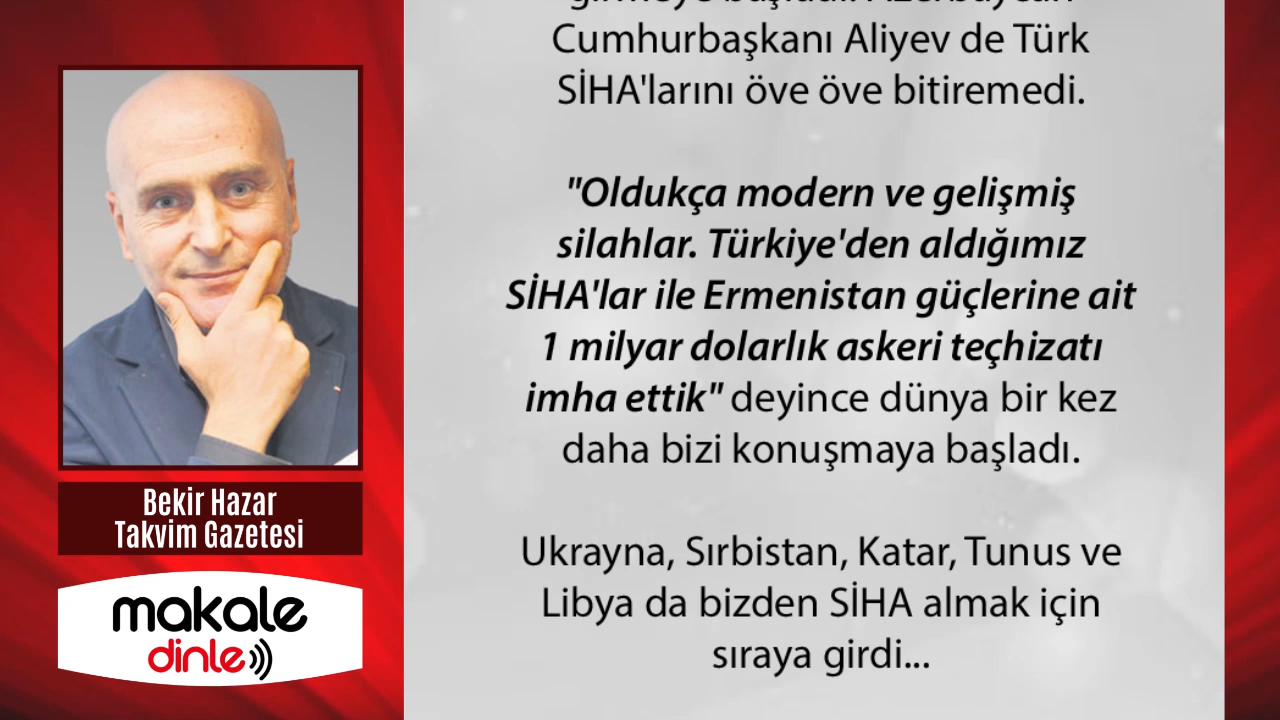 girmeye başladı. Azerbaycan
Cumhurbaşkanı Aliyev de Türk
SİHA'larını öve öve bitiremedi.
"Oldukça modern ve gelişmiş
silahlar. Türkiye'den aldığımız
SİHA'lar ile Ermenistan güçlerine ait
1 milyar dolarlık askeri teçhizatı
imha ettik" deyince dünya bir kez
daha bizi konuşmaya başladı.
Ukrayna, Sırbistan, Katar, Tunus ve
Libya da bizden SİHA almak için
sıraya girdi...
Bekir Hazar
Takvim Gazetesi
makale
dinle